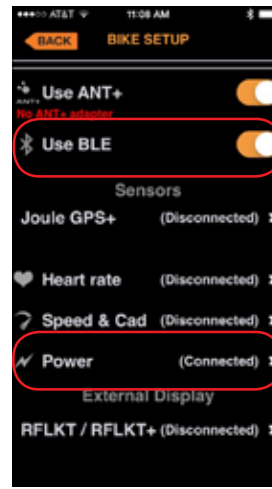 AT&T 11:08 AM
BACK BIKE SETUP
ANT+ Use ANT+
No ANT+ adapter
Use BLE
Sensors
Joule GPS+ (Disconnected)
Heart rate (Disconnected)
Speed & Cad (Disconnected)
Power (Connected)
External Display
RFLKT / RFLKT+ (Disconnected)